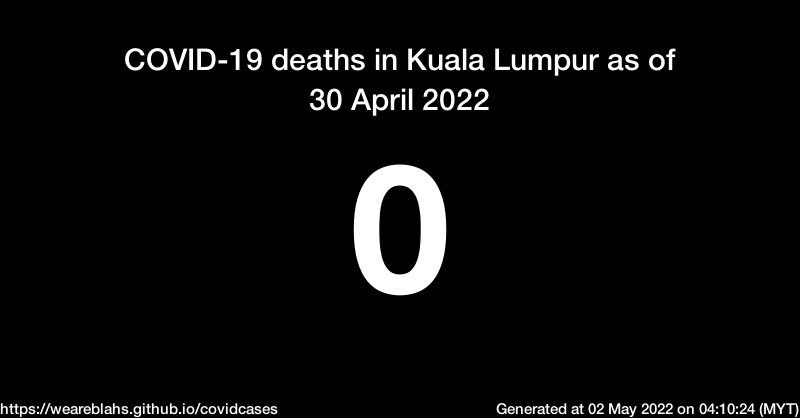 COVID-19 deaths in Kuala Lumpur as of
30 April 2022
0
https://weareblahs.github.io/covidcases
Generated at 02 May 2022 on 04:10:24 (MYT)